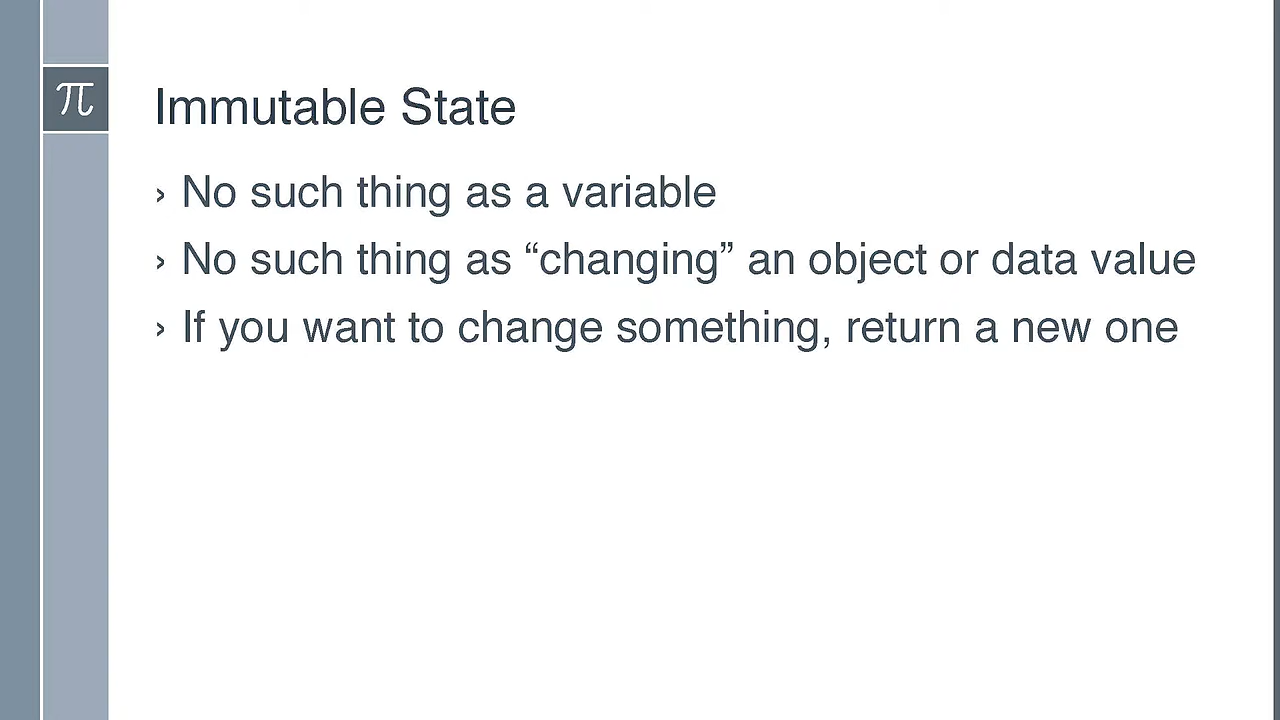 π
Immutable State
› No such thing as a variable
› No such thing as “changing” an object or data value
› If you want to change something, return a new one